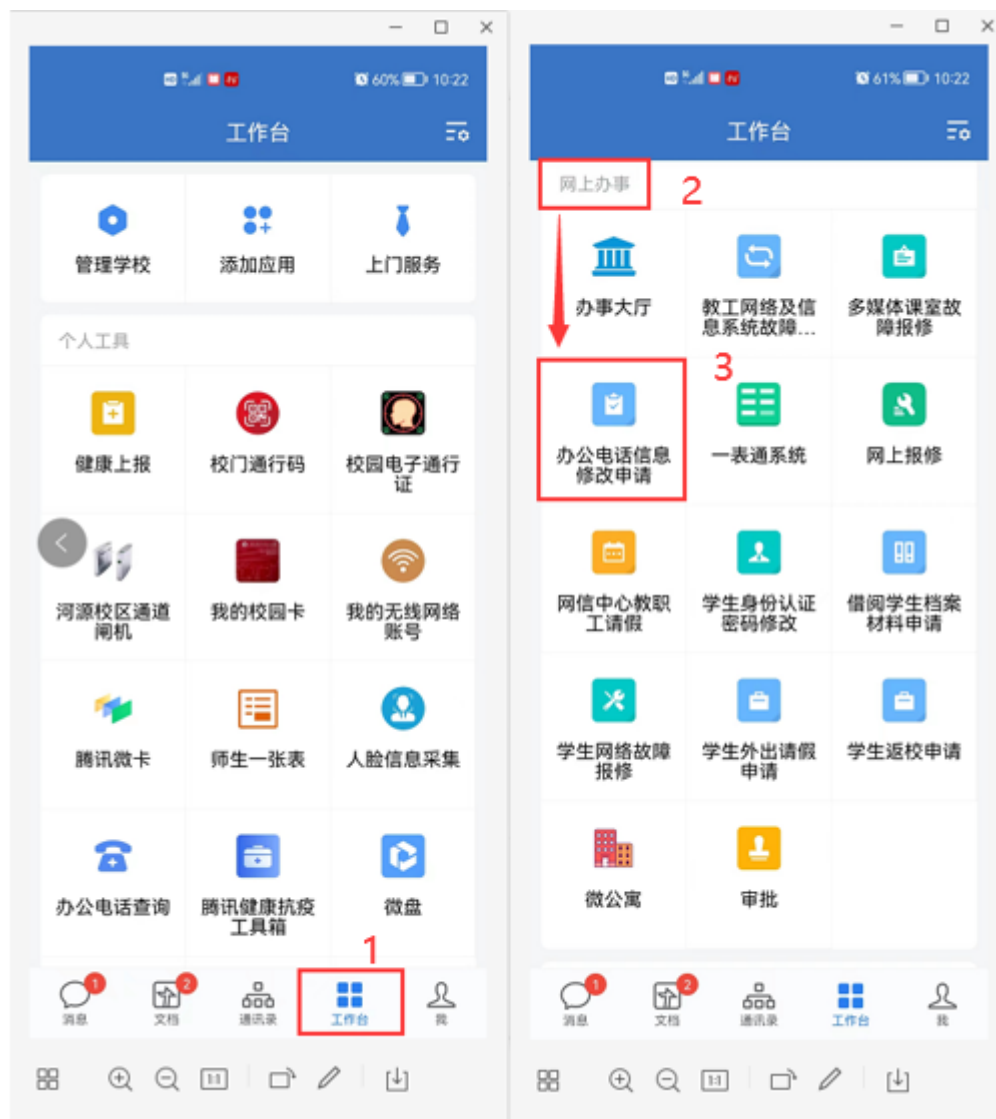 60% 10:22
工作台
管理学校 添加应用 上门服务
个人工具
健康上报 校门通行码 校园电子通行
证
河源校区通道 我的校园卡 我的无线网络
闸机 账号
腾讯微卡 师生一张表 人脸信息采集
办公电话查询 腾讯健康抗疫 微盘
工具箱
1
1 2
消息 文档 通讯录 工作台 我
1:1
61% 10:22
工作台
网上办事 2
办事大厅 教工网络及信 多媒体课室故
息系统故障... 障报修
3
办公电话信息 一表通系统 网上报修
修改申请
网信中心教职 学生身份认证 借阅学生档案
工请假 密码修改 材料申请
学生网络故障 学生外出请假 学生返校申请
报修 申请
微公寓 审批
1 2
消息 文档 通讯录 工作台 我
1:1